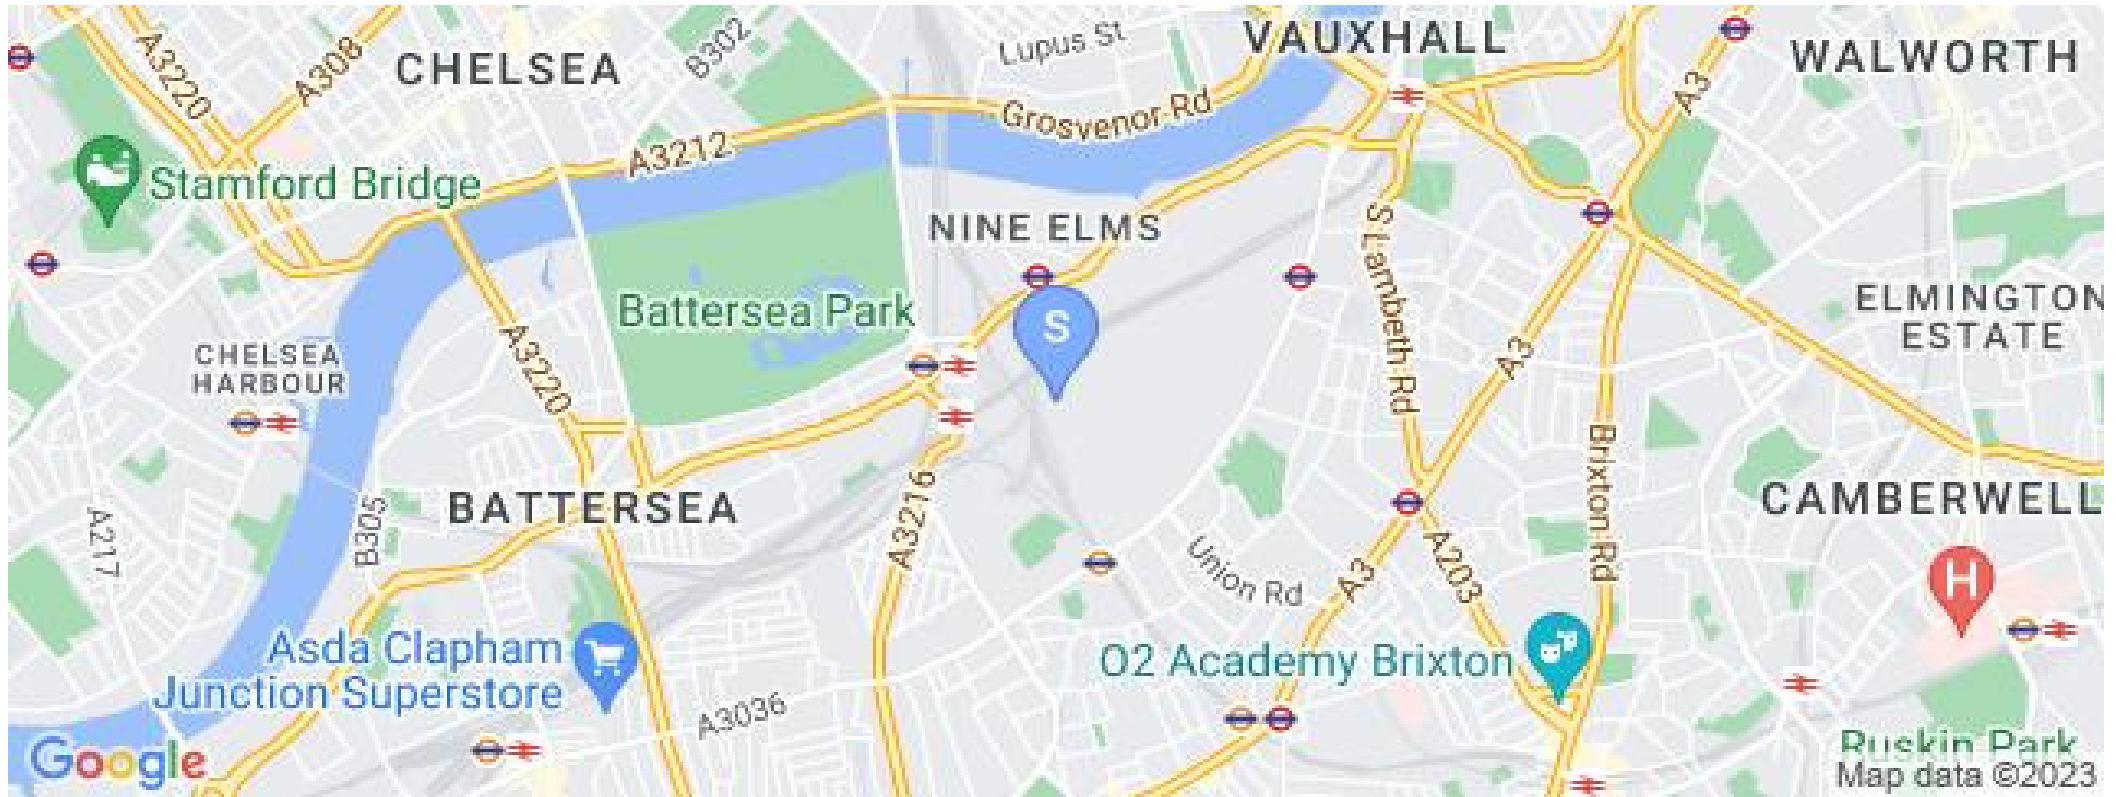 A3220
A308
CHELSEA
B302
Lupus St
VAUXHALL
WALWORTH
A3
Grosvenor Rd
A3212
Stamford Bridge
NINE ELMS
S Lambeth Rd
Battersea Park
S
ELMINGTON
ESTATE
A3220
CHELSEA
HARBOUR
A3
Brixton Rd
BATTERSEA
CAMBERWELL
A217
B305
A3216
Union Rd
A3
A203
H
Asda Clapham
Junction Superstore
O2 Academy Brixton
A3036
Google
Ruskin Park
Map data ©2023